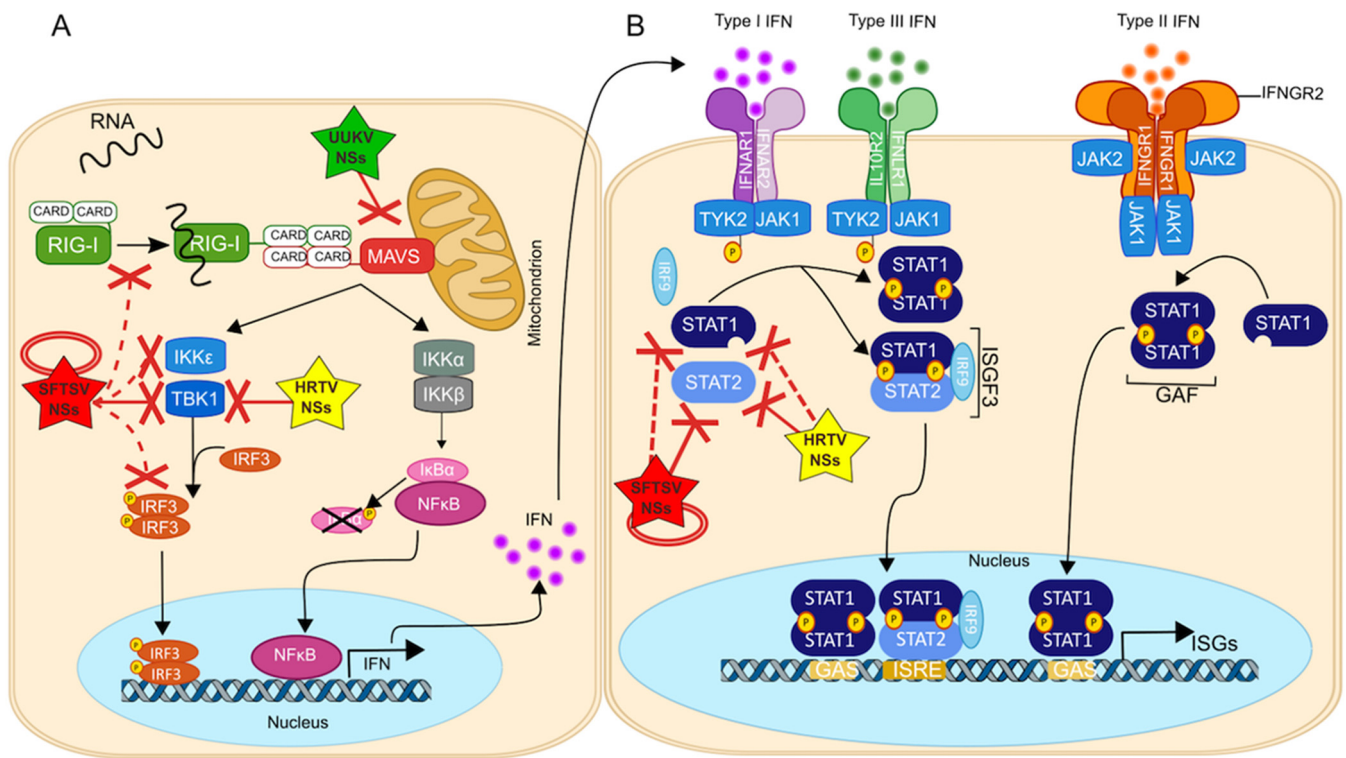 A
RNA
UUKV
NSs
CARD CARD
RIG-I
RIG-I
CARD CARD
CARD CARD
MAVS
Mitochondrion
SFTSV
NSs
IKKε
TBK1
HRTV
NSs
IKKα
IKKβ
IRF3
P
IRF3
P
IRF3
IκBα
NFκB
IκBα
P
IFN
P
IRF3
P
IRF3
NFκB
IFN
Nucleus
B
Type I IFN
Type III IFN
Type II IFN
IFNAR1
IFNAR2
IL10R2
IFNLR1
IFNGR1
IFNGR1
IFNGR2
JAK2
JAK2
TYK2
JAK1
TYK2
JAK1
JAK1
JAK1
P
P
IRF9
STAT1
P P
STAT1
STAT1
STAT2
STAT1
P P
STAT2
IRF9
ISGF3
STAT1
P P
STAT1
GAF
STAT1
SFTSV
NSs
HRTV
NSs
Nucleus
STAT1
P P
STAT1
GAS
STAT1
P P
STAT2
IRF9
ISRE
STAT1
P P
STAT1
GAS
ISGs